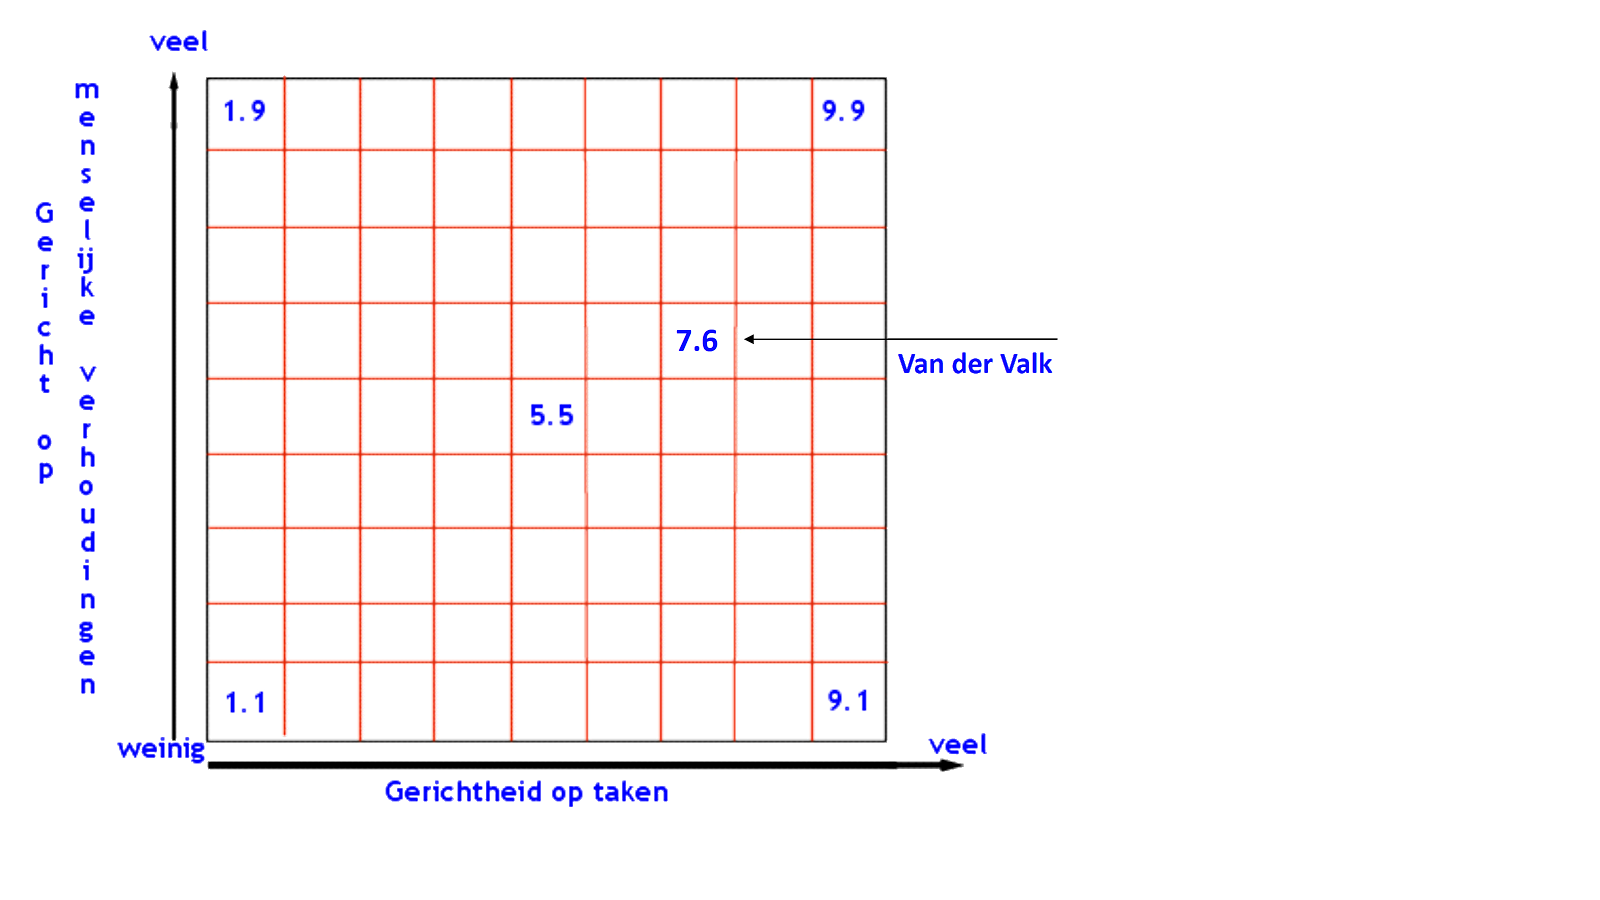 veel
Gericht op
menselijke verhoudingen
1.9
9.9
7.6
Van der Valk
5.5
1.1
9.1
weinig
veel
Gerichtheid op taken